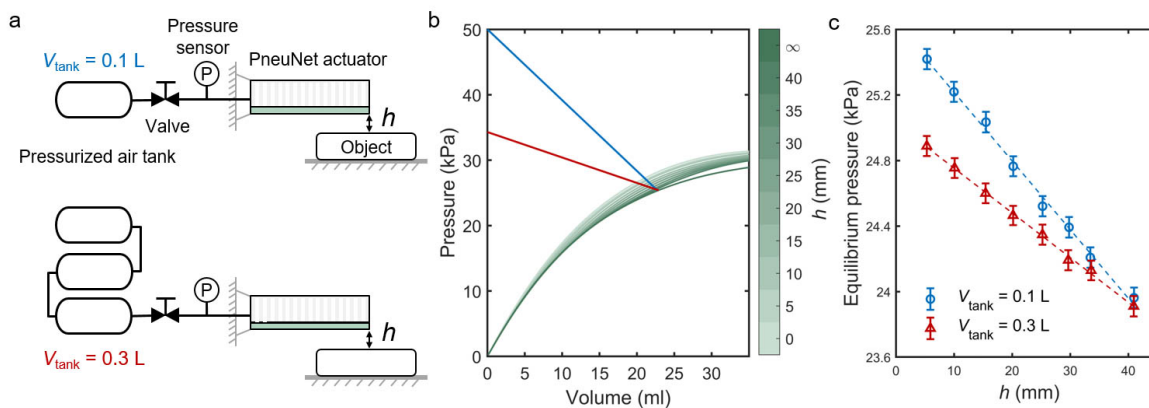 a
Pressure
sensor
V_tank = 0.1 L
P
PneuNet actuator
Valve
h
Object
Pressurized air tank
P
h
V_tank = 0.3 L
b
50
40
30
20
10
0
Pressure (kPa)
0 5 10 15 20 25 30
Volume (ml)
∞
45
40
35
30
25
20
15
10
5
0
h (mm)
c
25.6
25.2
24.8
24.4
24
23.6
Equilibrium pressure (kPa)
V_tank = 0.1 L
V_tank = 0.3 L
0 10 20 30 40
h (mm)